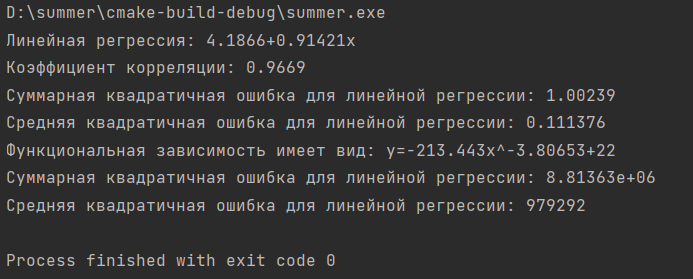 D:\summer\cmake-build-debug\summer.exe
Линейная регрессия: 4.1866+0.91421x
Коэффициент корреляции: 0.9669
Суммарная квадратичная ошибка для линейной регрессии: 1.00239
Средняя квадратичная ошибка для линейной регрессии: 0.111376
Функциональная зависимость имеет вид: y=-213.443x^-3.80653+22
Суммарная квадратичная ошибка для линейной регрессии: 8.81363e+06
Средняя квадратичная ошибка для линейной регрессии: 979292
Process finished with exit code 0